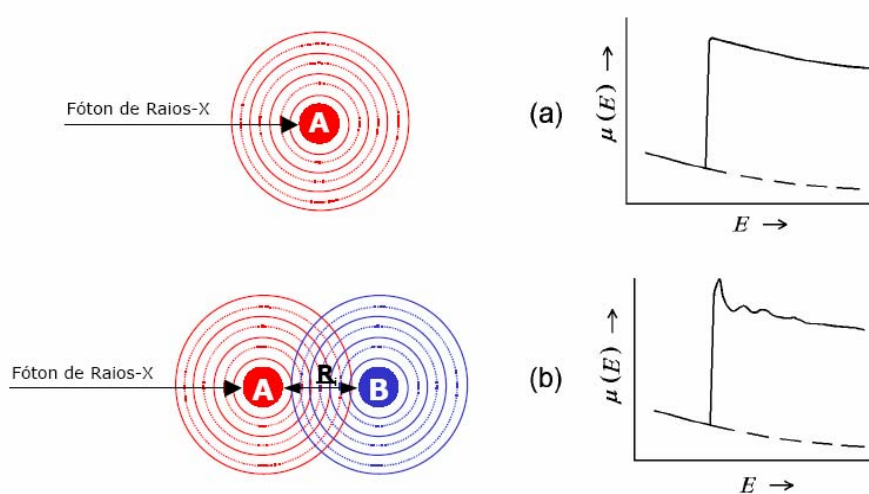 Fóton de Raios-X
A
(a)
μ(E) →
E →
Fóton de Raios-X
A
R
B
(b)
μ(E) →
E →